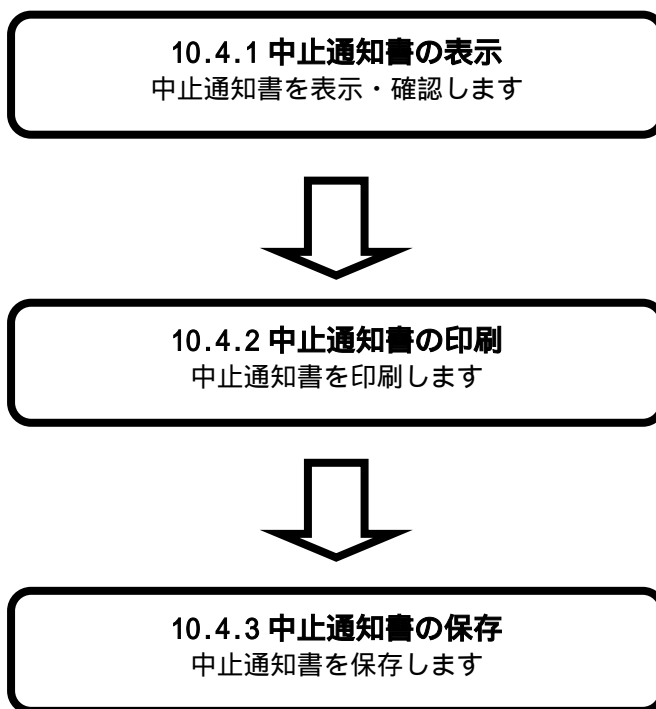 10.4.1 中止通知書の表示
中止通知書を表示・確認します
10.4.2 中止通知書の印刷
中止通知書を印刷します
10.4.3 中止通知書の保存
中止通知書を保存します